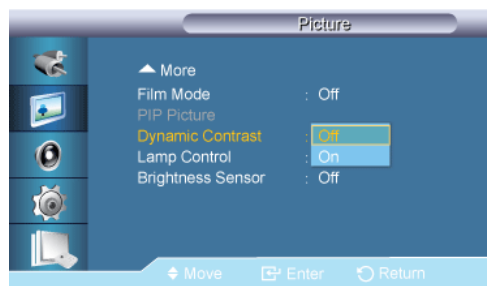 Picture
More
Film Mode : Off
PIP Picture
Dynamic Contrast : Off
Lamp Control : On
Brightness Sensor : Off
Move Enter Return